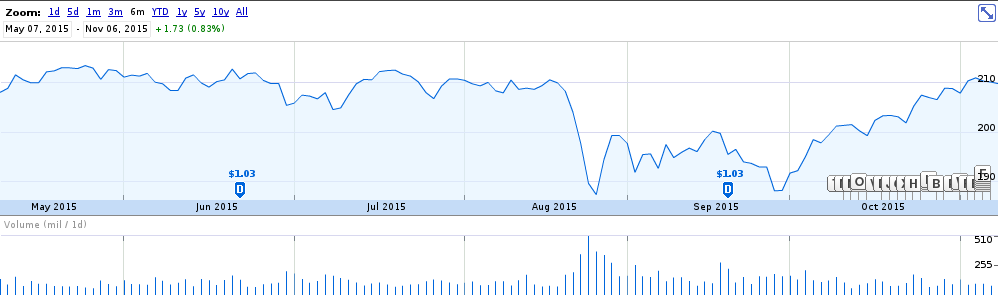 Zoom: 1d 5d 1m 3m 6m YTD 1y 5y 10y All
May 07, 2015 - Nov 06, 2015 +1.73 (0.83%)
210
200
190
$1.03 $1.03
D D
O V J X H B
May 2015 Jun 2015 Jul 2015 Aug 2015 Sep 2015 Oct 2015
Volume (mil / 1d)
510
255